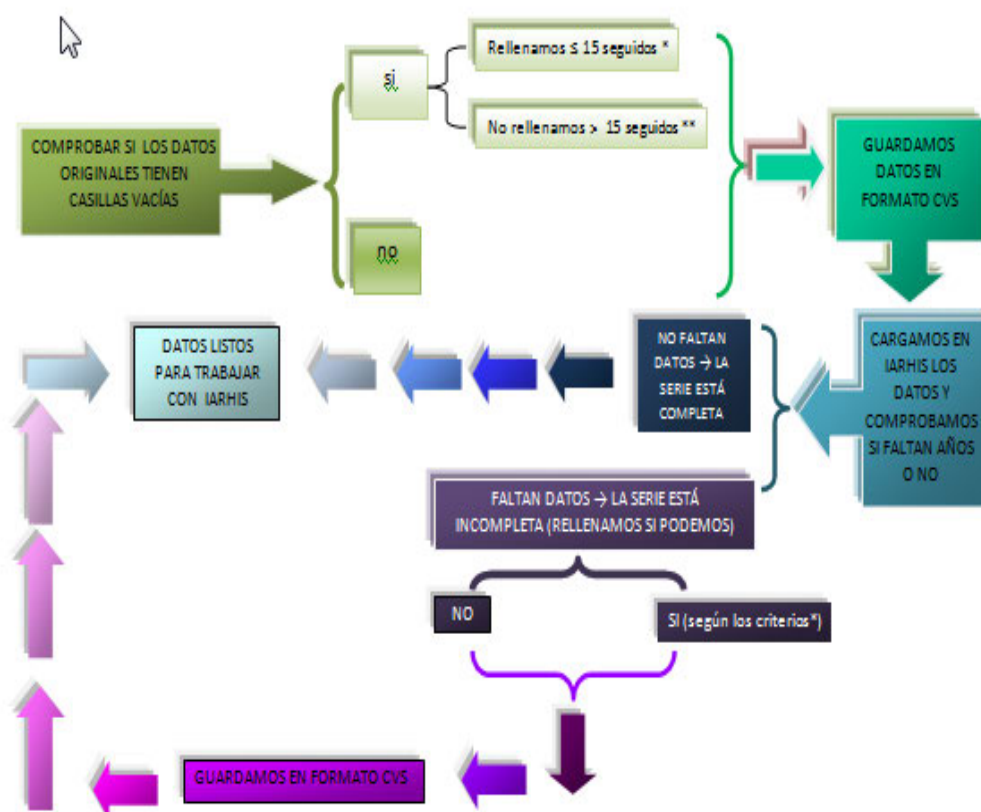 COMPROBAR SI LOS DATOS
ORIGINALES TIENEN
CASILLAS VACÍAS
si
Rellenamos ≤ 15 seguidos *
No rellenamos > 15 seguidos **
no
GUARDAMOS
DATOS EN
FORMATO CVS
CARGAMOS EN
IARHIS LOS
DATOS Y
COMPROBAMOS
SI FALTAN AÑOS
O NO
NO FALTAN
DATOS → LA
SERIE ESTÁ
COMPLETA
DATOS LISTOS
PARA TRABAJAR
CON IARHIS
FALTAN DATOS → LA SERIE ESTÁ
INCOMPLETA (RELLENAMOS SI PODEMOS)
NO
SI (según los criterios*)
GUARDAMOS EN FORMATO CVS